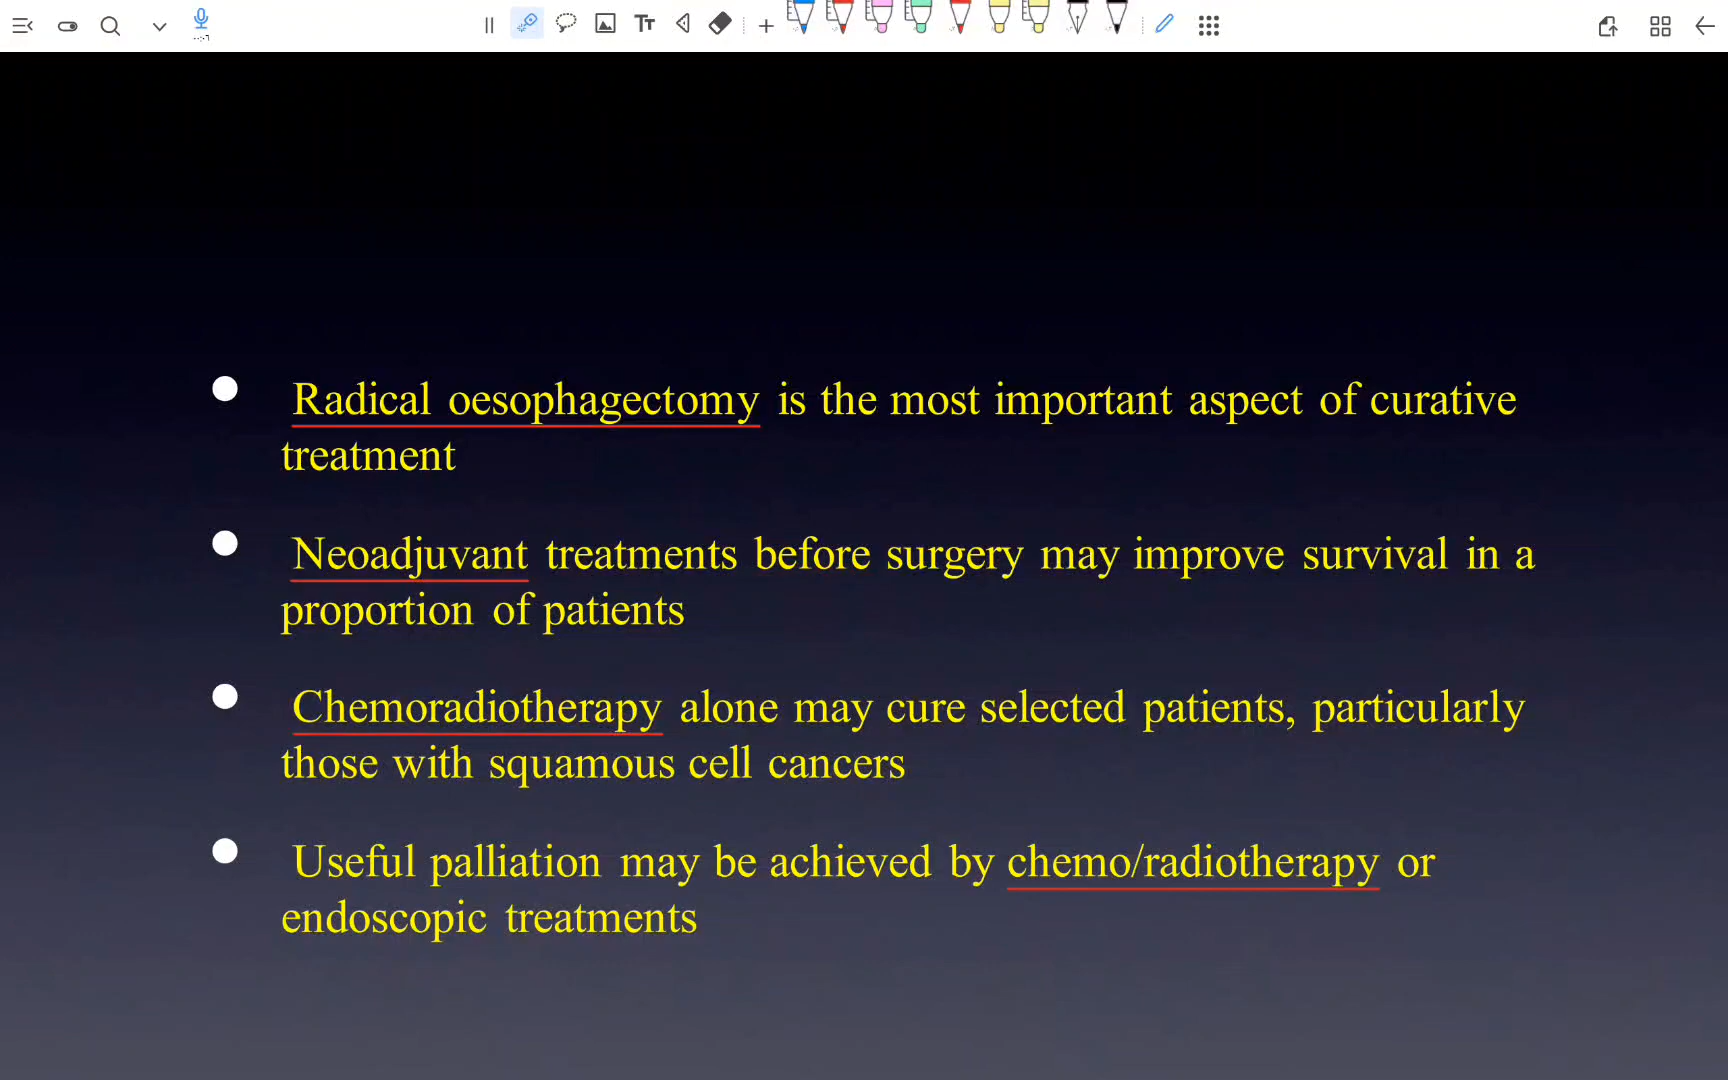 Tт
Radical oesophagectomy is the most important aspect of curative
treatment
Neoadjuvant treatments before surgery may improve survival in a
proportion of patients
Chemoradiotherapy alone may cure selected patients, particularly
those with squamous cell cancers
Useful palliation may be achieved by chemo/radiotherapy or
endoscopic treatments